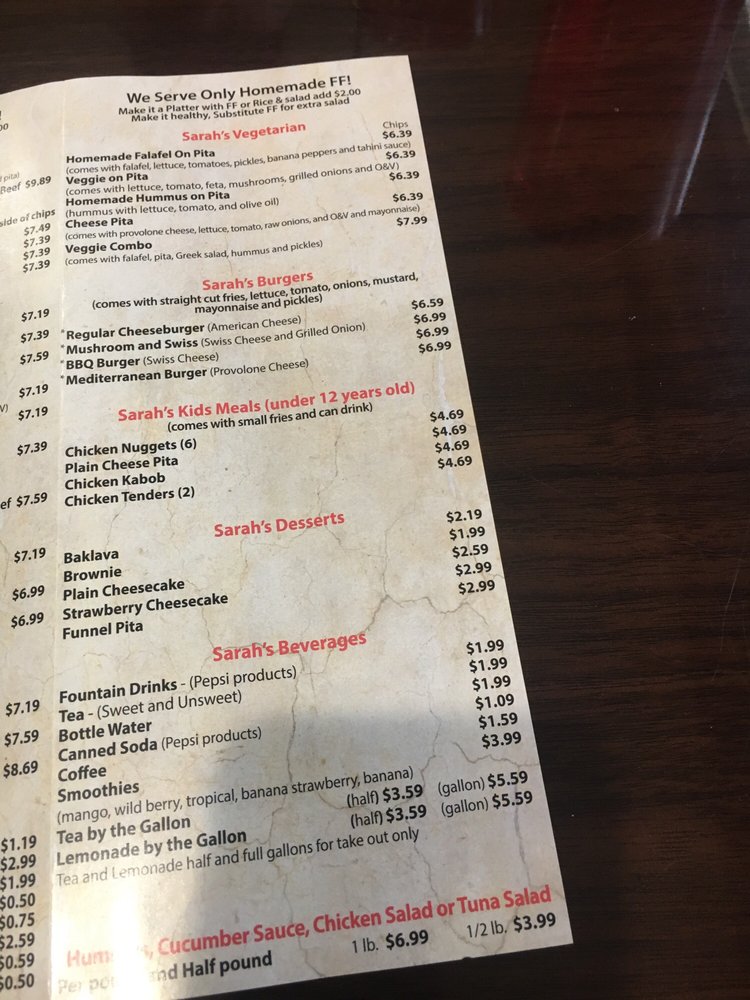 We Serve Only Homemade FF!
Make it a Platter with FF or Rice & salad add $2.00
Make it healthy, Substitute FF for extra salad
Sarah's Vegetarian
Chips
Homemade Falafel On Pita $6.39
(comes with falafel, lettuce, tomatoes, pickles, banana peppers and tahini sauce)
Veggie on Pita $6.39
(comes with lettuce, tomato, feta, mushrooms, grilled onions and O&V)
Homemade Hummus on Pita $6.39
(hummus with lettuce, tomato, and olive oil)
Cheese Pita $6.39
(comes with provolone cheese, lettuce, tomato, raw onions, and O&V and mayonnaise)
Veggie Combo $7.99
(comes with falafel, pita, Greek salad, hummus and pickles)
Sarah's Burgers
(comes with straight cut fries, lettuce, tomato, onions, mustard,
mayonnaise and pickles)
*Regular Cheeseburger (American Cheese) $6.59
*Mushroom and Swiss (Swiss Cheese and Grilled Onion) $6.99
*BBQ Burger (Swiss Cheese) $6.99
*Mediterranean Burger (Provolone Cheese) $6.99
Sarah's Kids Meals (under 12 years old)
(comes with small fries and can drink)
Chicken Nuggets (6) $4.69
Plain Cheese Pita $4.69
Chicken Kabob $4.69
Chicken Tenders (2) $4.69
Sarah's Desserts
Baklava $2.19
Brownie $1.99
Plain Cheesecake $2.59
Strawberry Cheesecake $2.99
Funnel Pita $2.99
Sarah's Beverages
Fountain Drinks - (Pepsi products) $1.99
Tea - (Sweet and Unsweet) $1.99
Bottle Water $1.99
Canned Soda (Pepsi products) $1.09
Coffee $1.59
Smoothies $3.99
(mango, wild berry, tropical, banana strawberry, banana)
Tea by the Gallon (half) $3.59 (gallon) $5.59
Lemonade by the Gallon (half) $3.59 (gallon) $5.59
Tea and Lemonade half and full gallons for take out only
Cucumber Sauce, Chicken Salad or Tuna Salad
Half pound 1 lb. $6.99 1/2 lb. $3.99
pita)
Beef $9.89
side of chips
$7.49
$7.39
$7.39
$7.39
$7.19
$7.39
$7.59
$7.19
$7.19
$7.39
$7.59
$7.19
$6.99
$6.99
$7.19
$7.59
$8.69
$1.19
$2.99
$1.99
$0.50
$0.75
$2.59
$0.59
$0.50